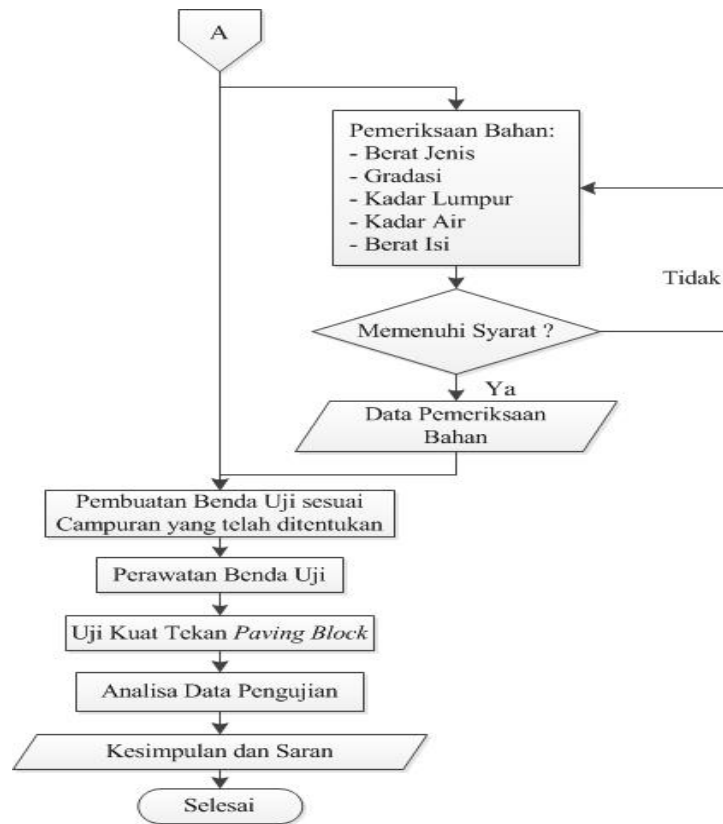 A
Pemeriksaan Bahan:
- Berat Jenis
- Gradasi
- Kadar Lumpur
- Kadar Air
- Berat Isi
Tidak
Memenuhi Syarat ?
Ya
Data Pemeriksaan
Bahan
Pembuatan Benda Uji sesuai
Campuran yang telah ditentukan
Perawatan Benda Uji
Uji Kuat Tekan Paving Block
Analisa Data Pengujian
Kesimpulan dan Saran
Selesai